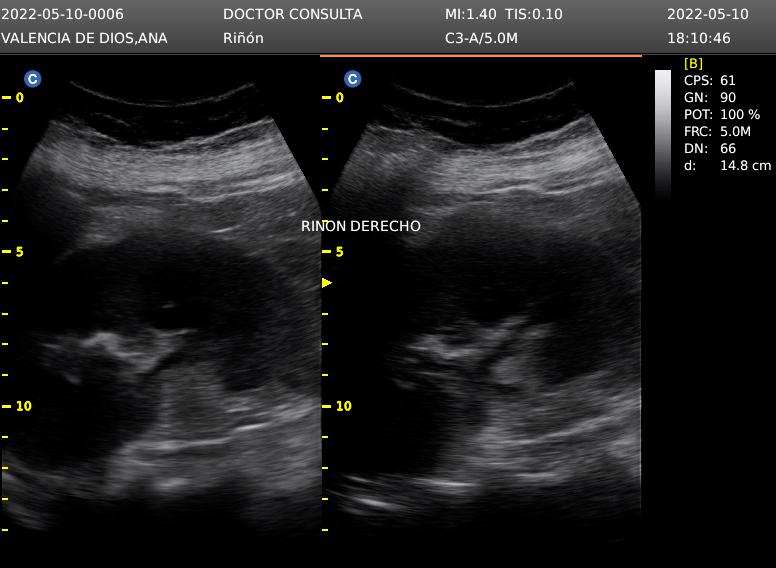 2022-05-10-0006 DOCTOR CONSULTA MI:1.40 TIS:0.10 2022-05-10
VALENCIA DE DIOS,ANA Riñón C3-A/5.0M 18:10:46
C C
[B]
CPS: 61
GN: 90
POT: 100 %
FRC: 5.0M
DN: 66
d: 14.8 cm
0 0
RINON DERECHO
5 5
10 10